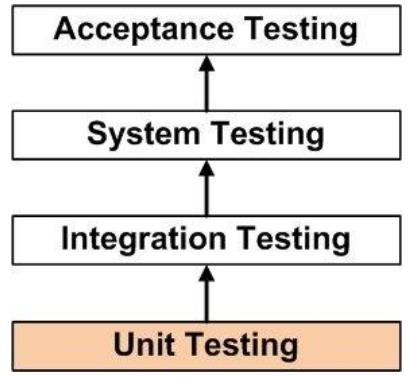 Acceptance Testing
System Testing
Integration Testing
Unit Testing